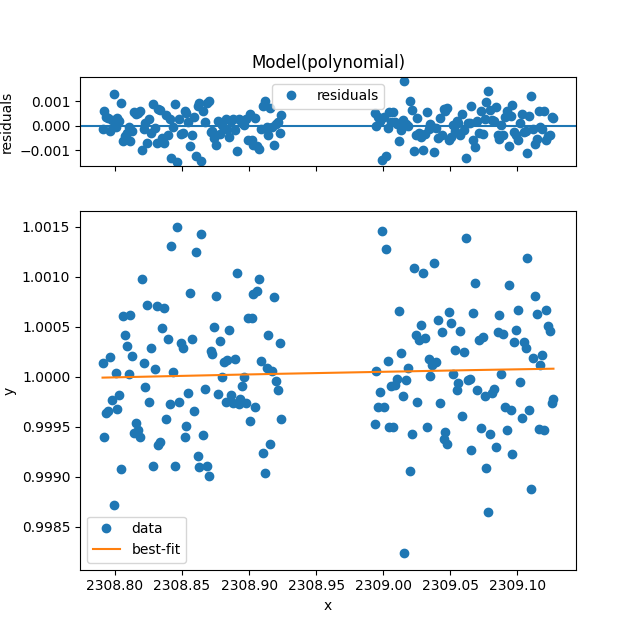 Model(polynomial)
residuals
0.001
0.000
−0.001
residuals
y
1.0015
1.0010
1.0005
1.0000
0.9995
0.9990
0.9985
data
best-fit
2308.80 2308.85 2308.90 2308.95 2309.00 2309.05 2309.10
x